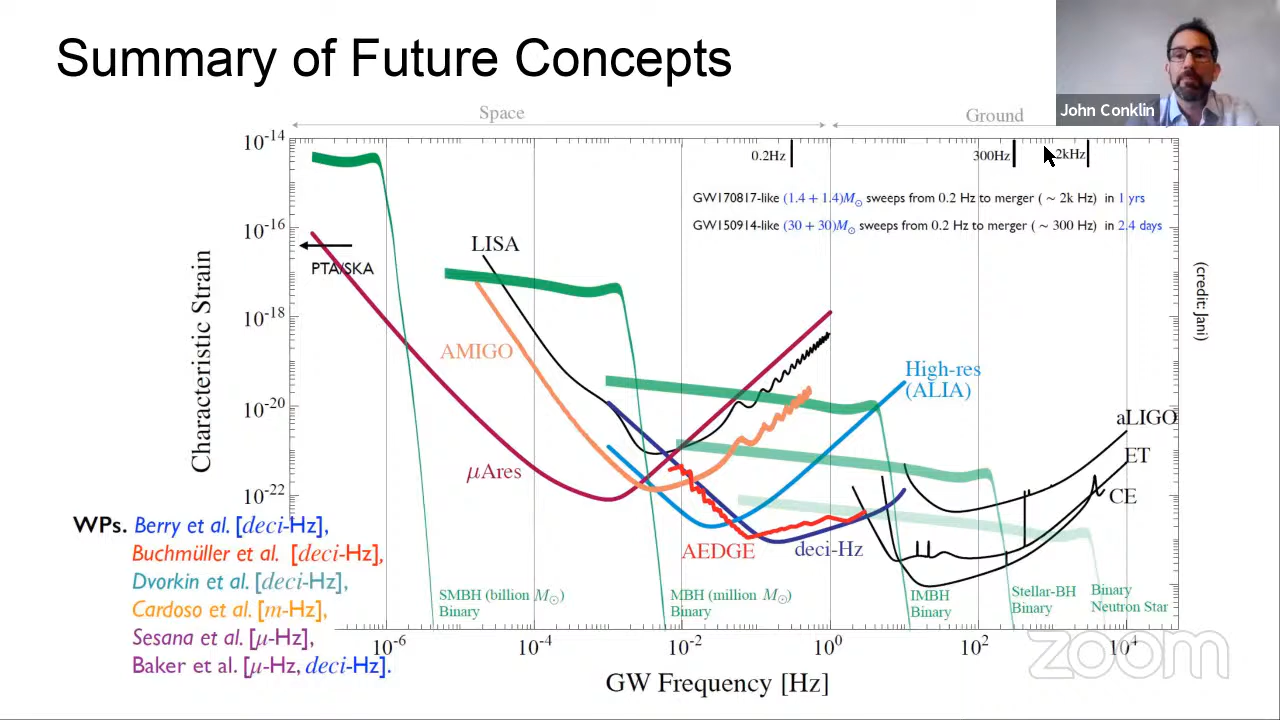 Summary of Future Concepts
John Conklin
Space
Ground
10-14
10-16
10-18
10-20
10-22
Characteristic Strain
0.2Hz
300Hz
2kHz
GW170817-like (1.4 + 1.4)M⊙ sweeps from 0.2 Hz to merger ( ~ 2k Hz) in 1 yrs
GW150914-like (30 + 30)M⊙ sweeps from 0.2 Hz to merger ( ~ 300 Hz) in 2.4 days
(credit: Jani)
PTA/SKA
LISA
AMIGO
High-res
(ALIA)
aLIGO
ET
CE
μAres
AEDGE
deci-Hz
WPs. Berry et al. [deci-Hz],
Buchmüller et al. [deci-Hz],
Dvorkin et al. [deci-Hz],
Cardoso et al. [m-Hz],
Sesana et al. [μ-Hz],
Baker et al. [μ-Hz, deci-Hz].
SMBH (billion M⊙)
Binary
MBH (million M⊙)
Binary
IMBH
Binary
Stellar-BH
Binary
Binary
Neutron Star
10-6
10-4
10-2
100
102
104
GW Frequency [Hz]
zoom